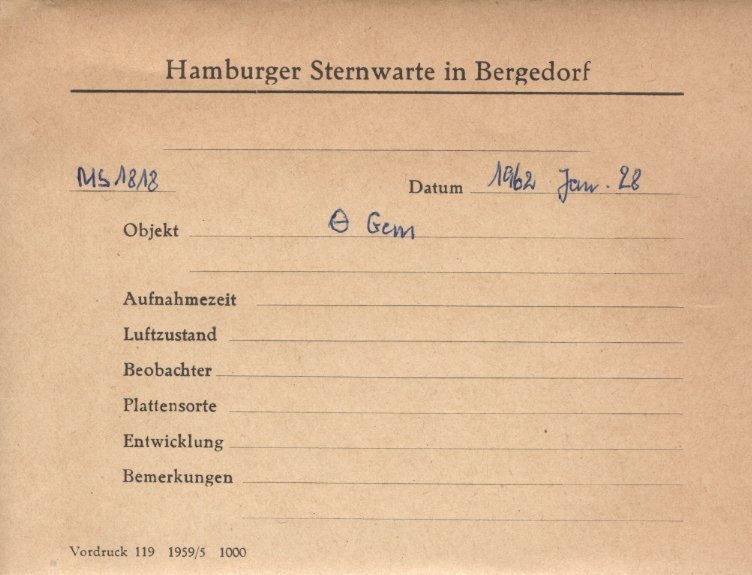 Hamburger Sternwarte in Bergedorf
MS 1818 Datum 1962 Jan. 28
Objekt Θ Gem
Aufnahmezeit
Luftzustand
Beobachter
Plattensorte
Entwicklung
Bemerkungen
Vordruck 119 1959/5 1000